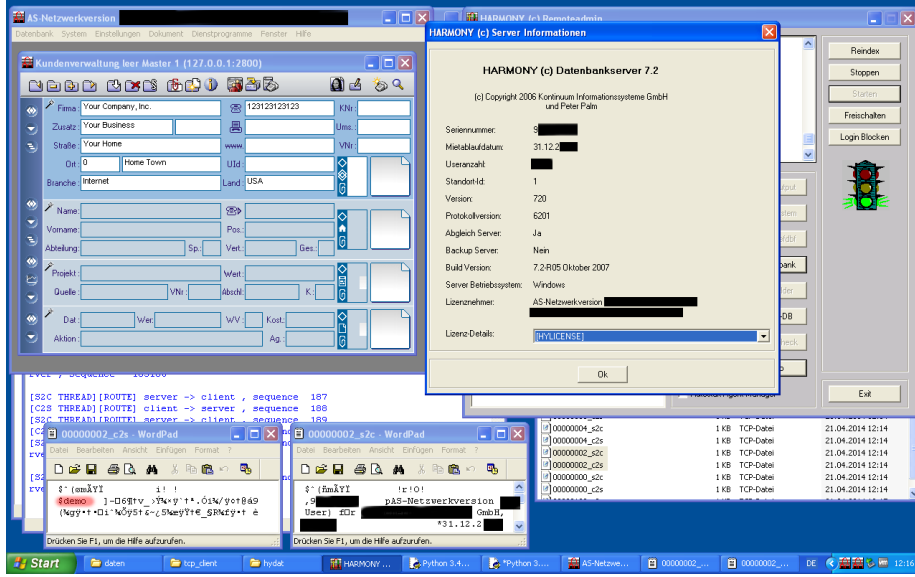 AS-Netzwerkversion
Datenbank System Einstellungen Dokument Dienstprogramme Fenster Hilfe
Kundenverwaltung leer Master 1 (127.0.0.1:2800)
Firma: Your Company, Inc. 123123123123 KNr:
Zusatz: Your Business Ums.:
Straße: Your Home www. VNr:
Ort: 0 Home Town UId:
Branche: Internet Land: USA
Name:
Vorname: Pos.:
Abteilung: Sp.: Vert.: Ges.:
Projekt: Wert:
Quelle: VNr: Abschl: K:
Dat: Wer: WV: Kost.:
Aktion: Ag.:
HARMONY (c) Remoteadmin
HARMONY (c) Server Informationen
HARMONY (c) Datenbankserver 7.2
(c) Copyright 2006 Kontinuum Informationssysteme GmbH
und Peter Palm
Seriennummer: 9
Mietablaufdatum: 31.12.2
Useranzahl:
Standort-Id: 1
Version: 720
Protokollversion: 6201
Abgleich Server: Ja
Backup Server: Nein
Build Version: 7.2-R05 Oktober 2007
Server Betriebssystem: Windows
Lizenznehmer: AS-Netzwerkversion
Lizenz-Details: [HYLICENSE]
Ok
Reindex
Stoppen
Starten
Freischalten
Login Blocken
Exit
[S2C THREAD][ROUTE] server -> client , sequence 187
[C2S THREAD][ROUTE] client -> server , sequence 188
[S2C THREAD][ROUTE] server -> client , sequence 189
00000002_c2s - WordPad
Datei Bearbeiten Ansicht Einfügen Format ?
$demo
Drücken Sie F1, um die Hilfe aufzurufen.
00000002_s2c - WordPad
Datei Bearbeiten Ansicht Einfügen Format ?
pAS-Netzwerkversion
User) für GmbH,
*31.12.2
Drücken Sie F1, um die Hilfe aufzurufen.
00000004_s2c 1 KB TCP-Datei 21.04.2014 12:14
00000002_s2c 1 KB TCP-Datei 21.04.2014 12:14
00000002_c2s 1 KB TCP-Datei 21.04.2014 12:14
00000000_s2c 1 KB TCP-Datei 21.04.2014 12:14
00000000_c2s 1 KB TCP-Datei 21.04.2014 12:14
Start daten tcp_client hydat HARMONY ... Python 3.4... *Python 3.... AS-Netzwe... 00000002_... 00000002_... DE 12:16